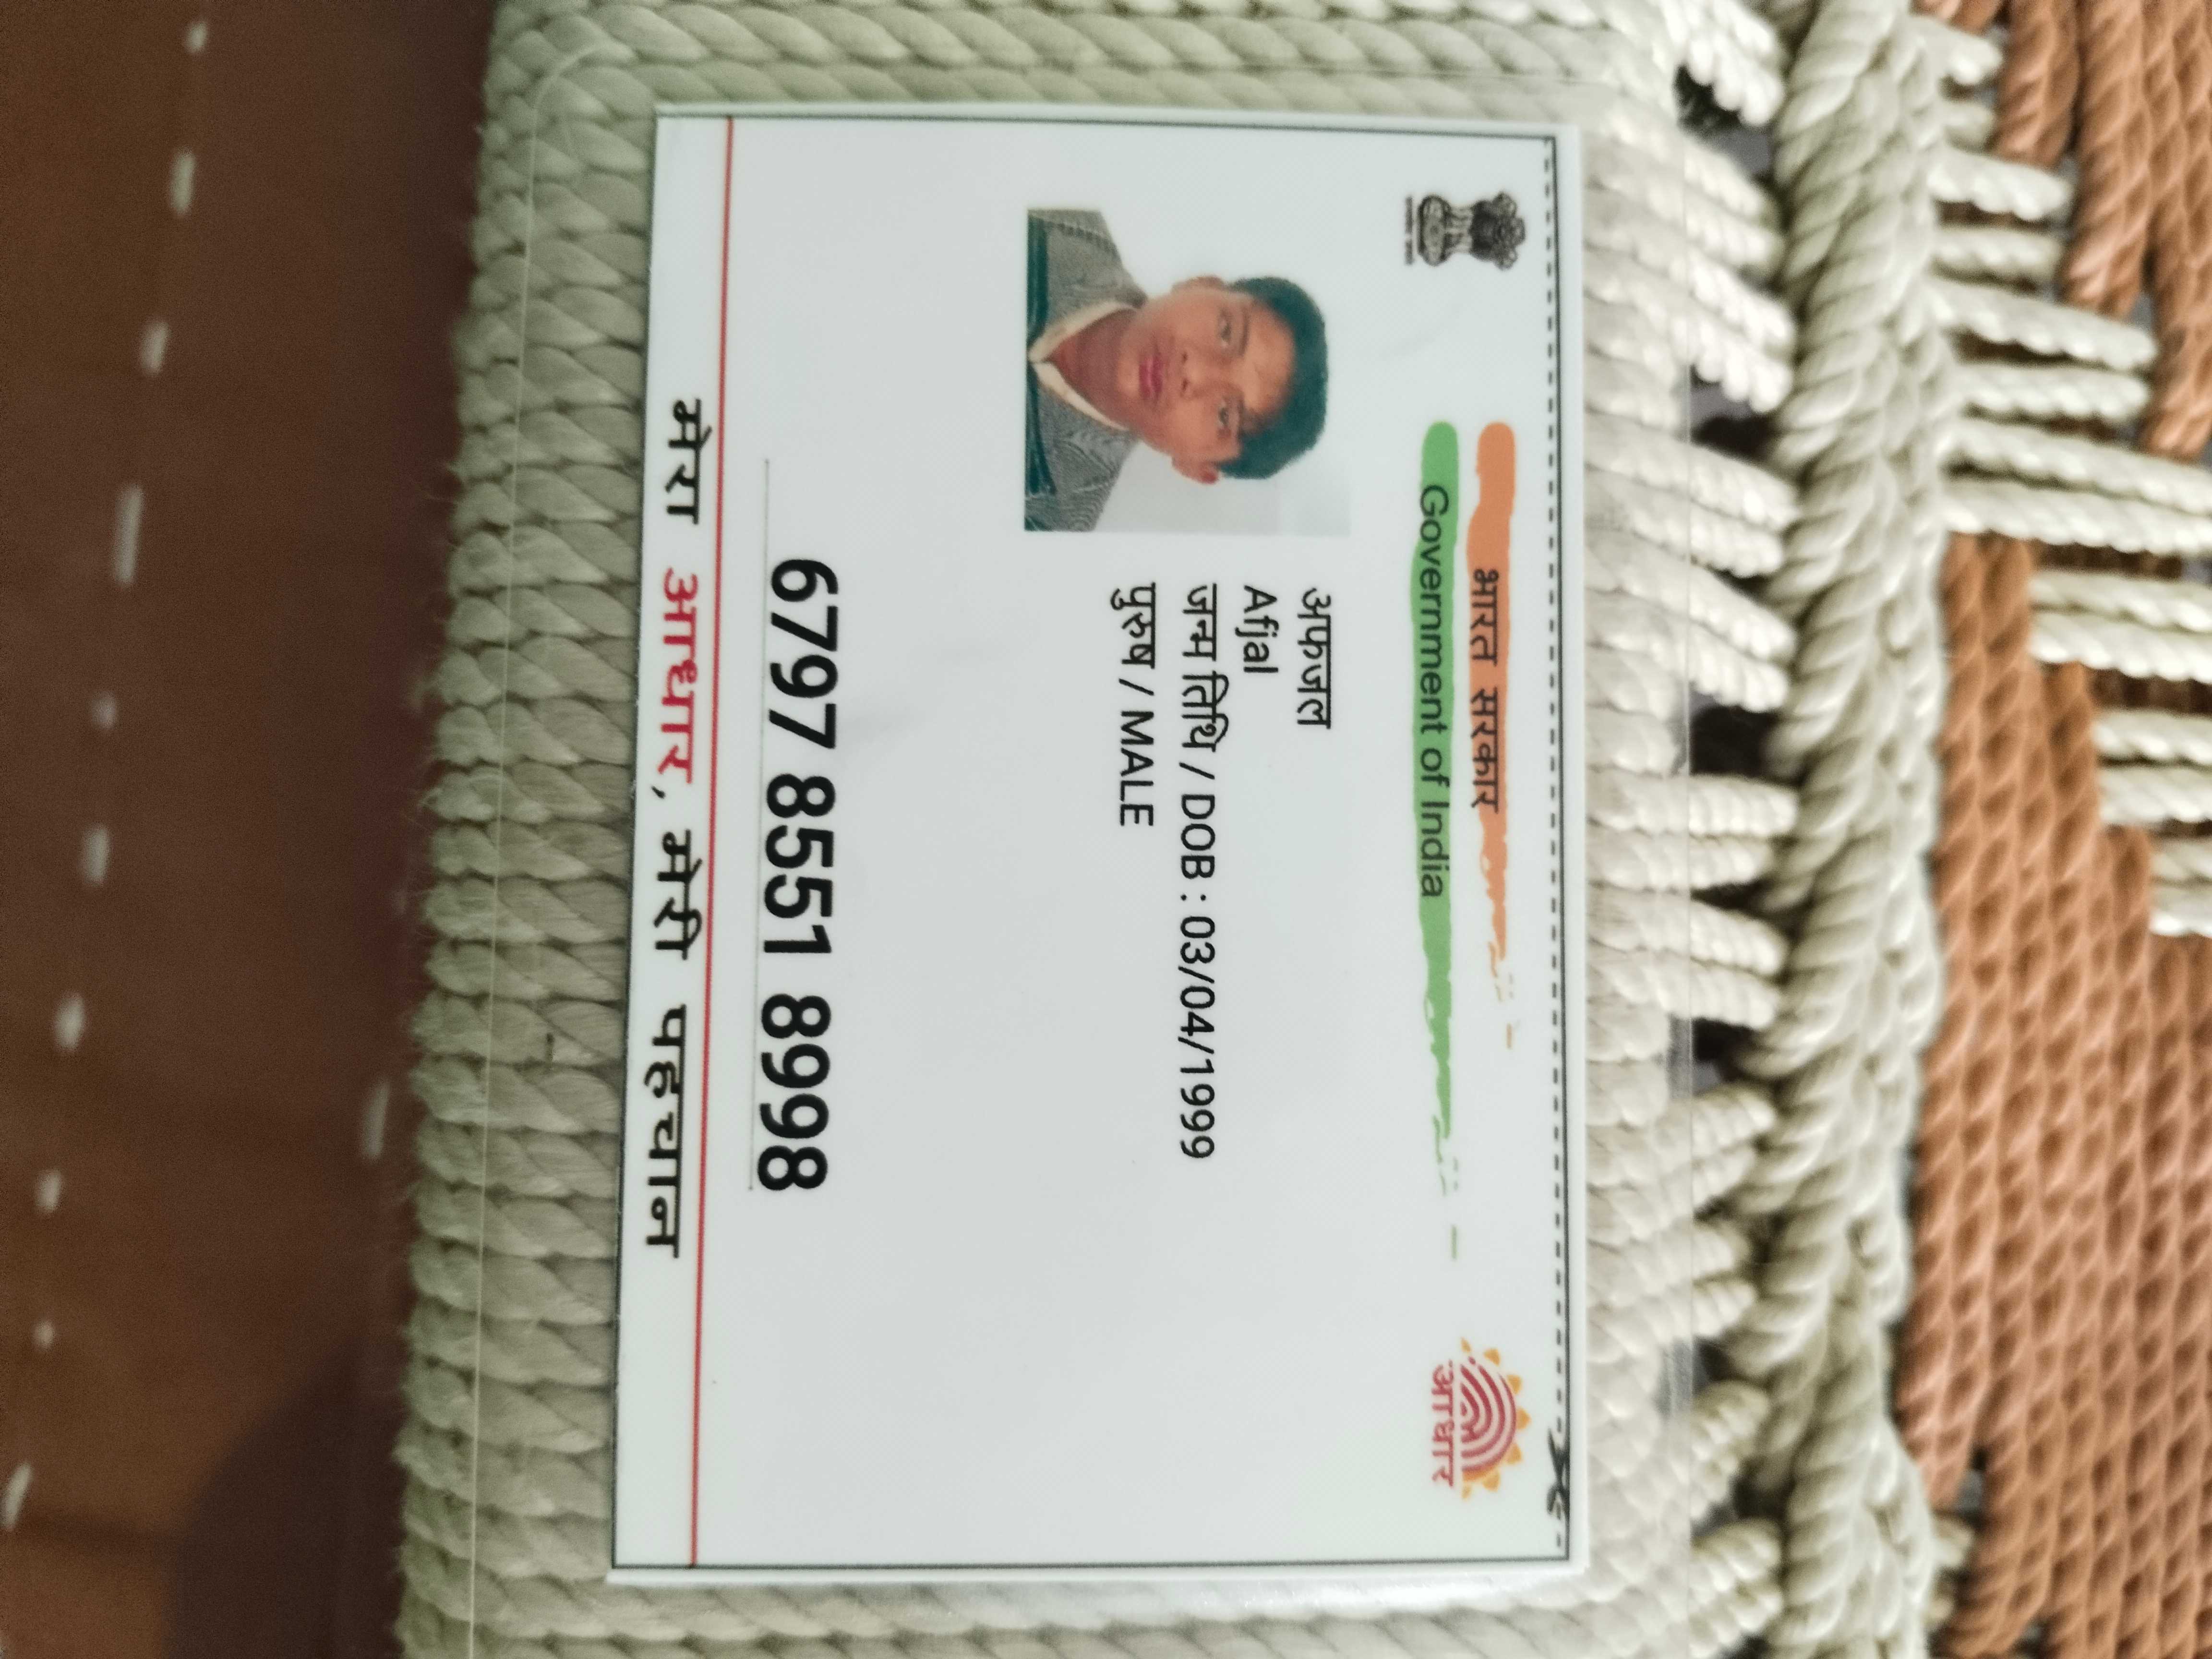 भारत सरकार
Government of India
आधार
अफजल
Afjal
जन्म तिथि / DOB : 03/04/1999
पुरुष / MALE
6797 8551 8998
मेरा आधार, मेरी पहचान